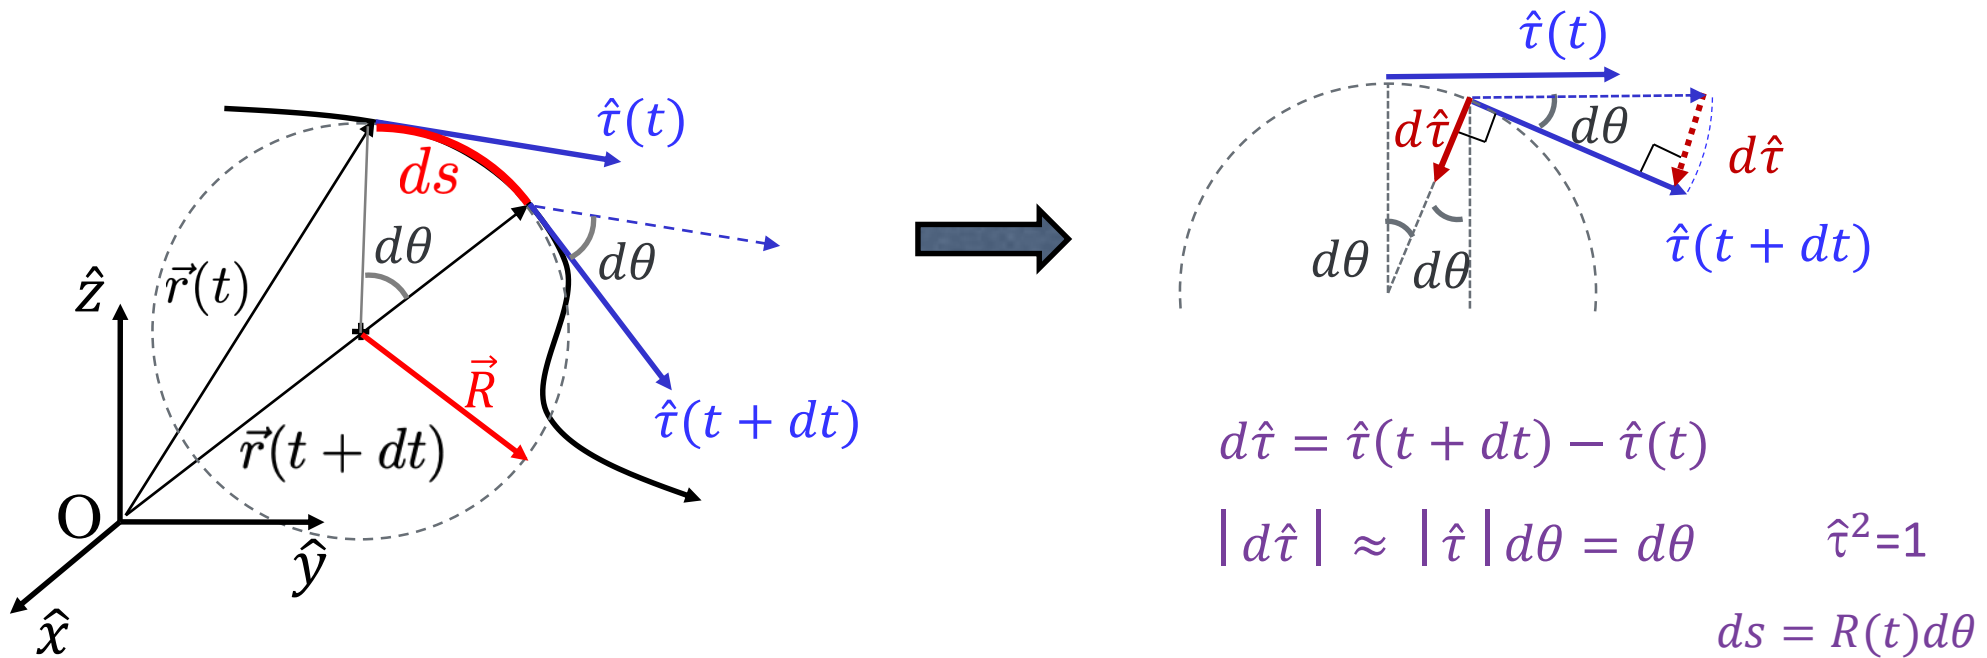 τ̂(t)
ds
dθ
dθ
r⃗(t)
ẑ
R⃗
τ̂(t + dt)
r⃗(t + dt)
O
ŷ
x̂
τ̂(t)
dτ̂
dθ
dτ̂
τ̂(t + dt)
dθ
dθ
dτ̂ = τ̂(t + dt) − τ̂(t)
|dτ̂| ≈ |τ̂|dθ = dθ
τ̂²=1
ds = R(t)dθ